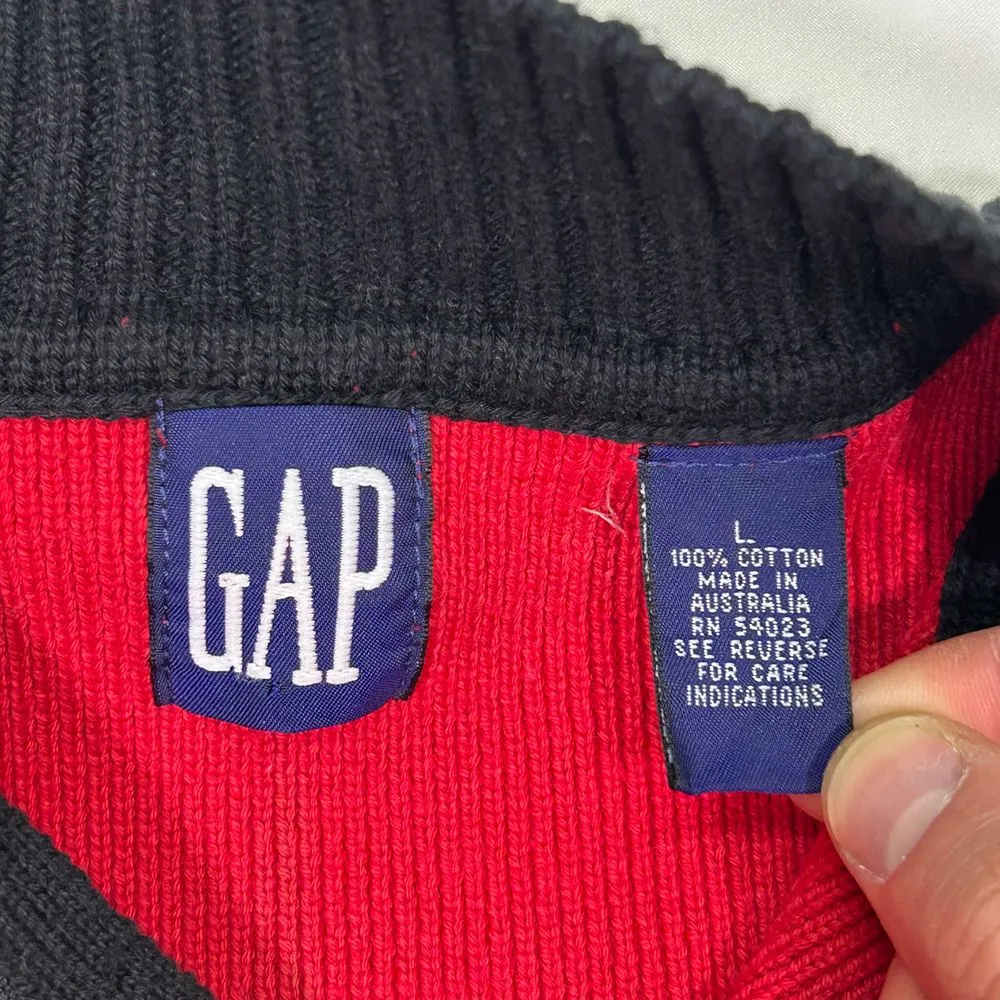 GAP
L
100% COTTON
MADE IN
AUSTRALIA
RN 54023
SEE REVERSE
FOR CARE
INDICATIONS